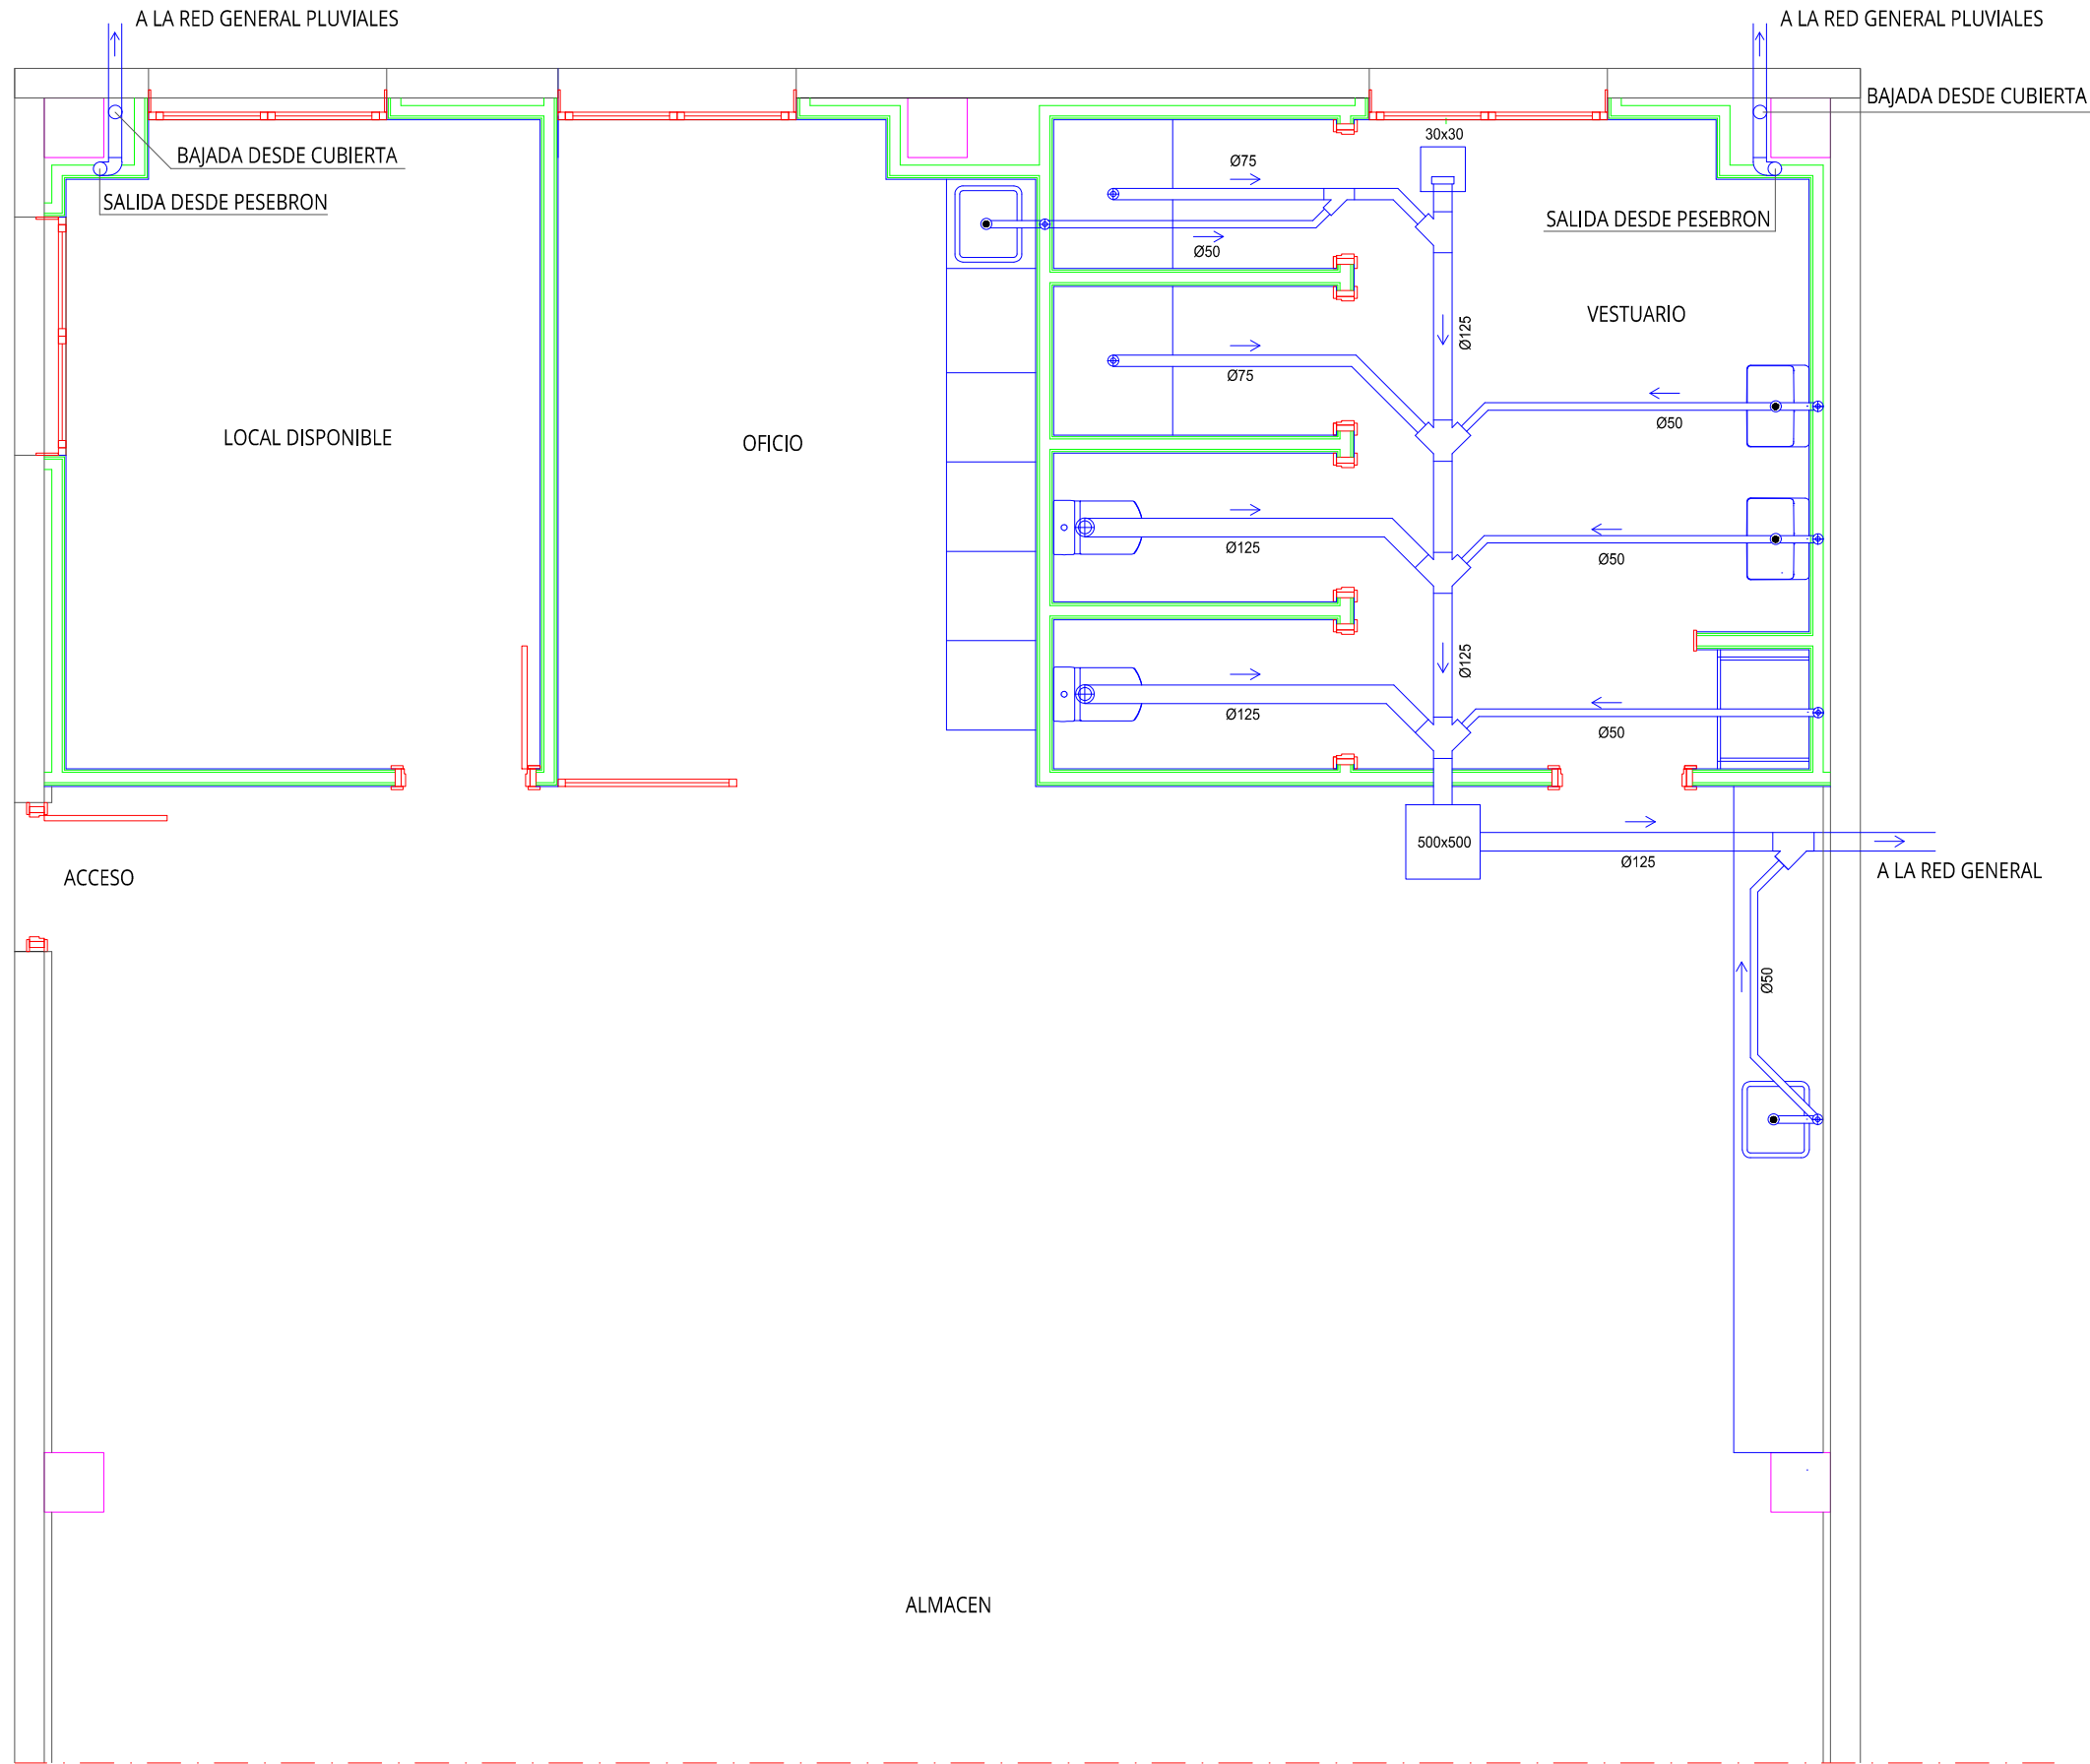 A LA RED GENERAL PLUVIALES
A LA RED GENERAL PLUVIALES
BAJADA DESDE CUBIERTA
30x30
BAJADA DESDE CUBIERTA
Ø75
SALIDA DESDE PESEBRON
SALIDA DESDE PESEBRON
Ø50
VESTUARIO
Ø125
Ø75
Ø50
LOCAL DISPONIBLE
OFICIO
Ø125
Ø50
Ø125
Ø125
Ø50
500x500
Ø125
A LA RED GENERAL
ACCESO
Ø50
ALMACEN